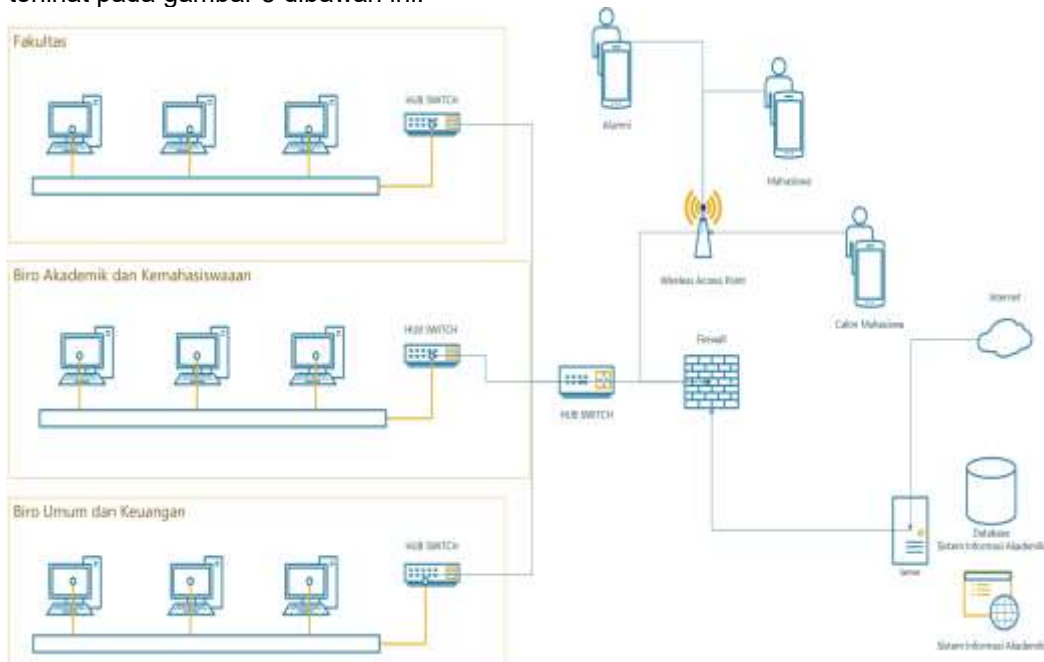 terlihat pada gambar 3 dibawah ini:
Fakultas
HUB SWITCH
Alumni
Mahasiswa
Wireless Access Point
Calon Mahasiswa
Biro Akademik dan Kemahasiswaaan
HUB SWITCH
HUB SWITCH
Firewall
Internet
Biro Umum dan Keuangan
HUB SWITCH
Server
Database
Sistem Informasi Akademik
Sistem Informasi Akademik